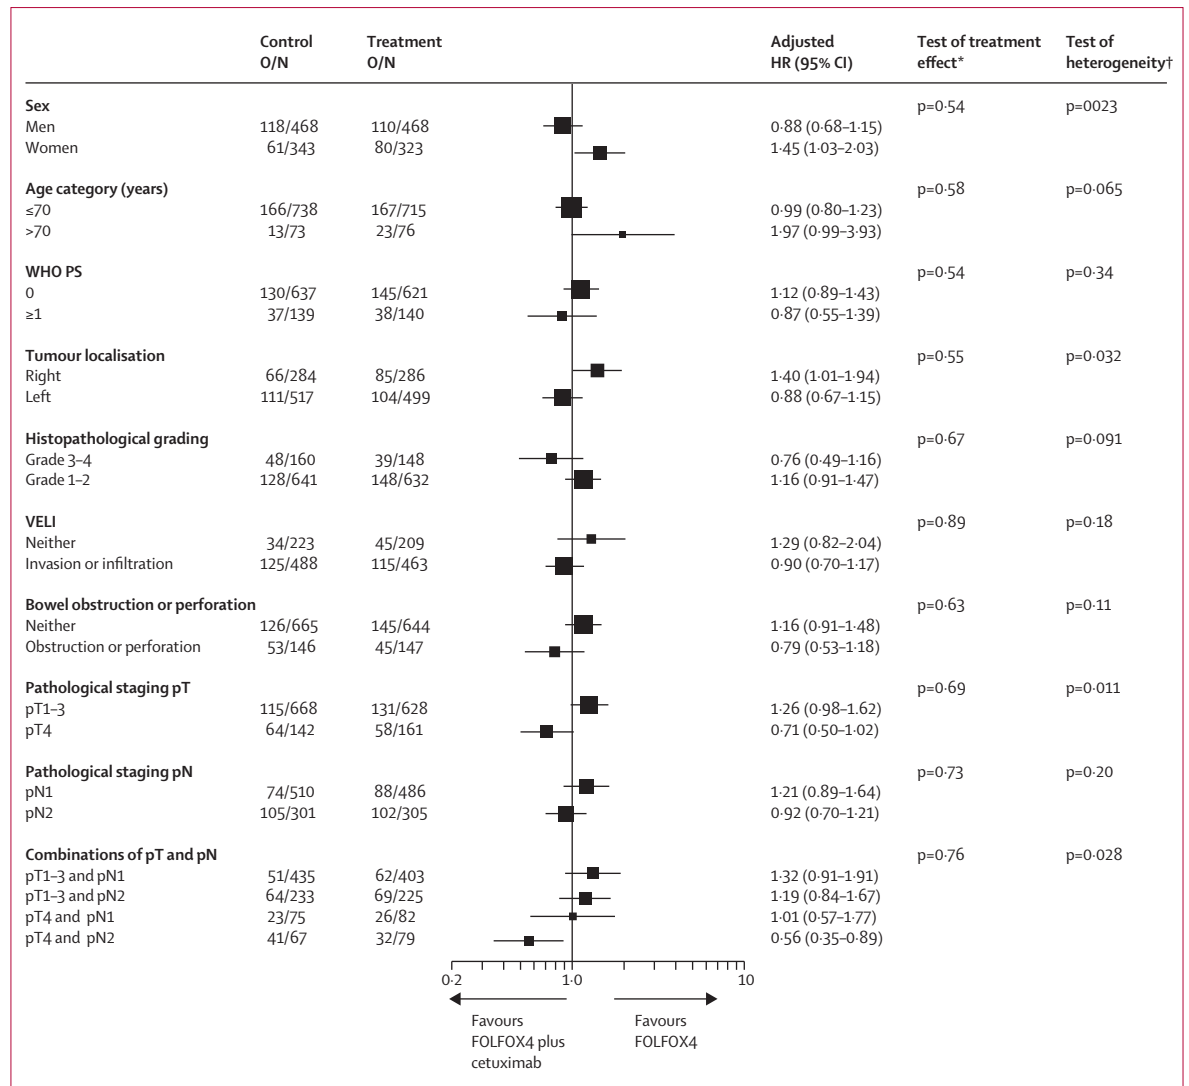 Control Treatment Adjusted Test of treatment Test of
O/N O/N HR (95% CI) effect* heterogeneity†
Sex p=0·54 p=0023
Men 118/468 110/468 0·88 (0·68–1·15)
Women 61/343 80/323 1·45 (1·03–2·03)
Age category (years) p=0·58 p=0·065
≤70 166/738 167/715 0·99 (0·80–1·23)
>70 13/73 23/76 1·97 (0·99–3·93)
WHO PS p=0·54 p=0·34
0 130/637 145/621 1·12 (0·89–1·43)
≥1 37/139 38/140 0·87 (0·55–1·39)
Tumour localisation p=0·55 p=0·032
Right 66/284 85/286 1·40 (1·01–1·94)
Left 111/517 104/499 0·88 (0·67–1·15)
Histopathological grading p=0·67 p=0·091
Grade 3–4 48/160 39/148 0·76 (0·49–1·16)
Grade 1–2 128/641 148/632 1·16 (0·91–1·47)
VELI p=0·89 p=0·18
Neither 34/223 45/209 1·29 (0·82–2·04)
Invasion or infiltration 125/488 115/463 0·90 (0·70–1·17)
Bowel obstruction or perforation p=0·63 p=0·11
Neither 126/665 145/644 1·16 (0·91–1·48)
Obstruction or perforation 53/146 45/147 0·79 (0·53–1·18)
Pathological staging pT p=0·69 p=0·011
pT1–3 115/668 131/628 1·26 (0·98–1·62)
pT4 64/142 58/161 0·71 (0·50–1·02)
Pathological staging pN p=0·73 p=0·20
pN1 74/510 88/486 1·21 (0·89–1·64)
pN2 105/301 102/305 0·92 (0·70–1·21)
Combinations of pT and pN p=0·76 p=0·028
pT1–3 and pN1 51/435 62/403 1·32 (0·91–1·91)
pT1–3 and pN2 64/233 69/225 1·19 (0·84–1·67)
pT4 and pN1 23/75 26/82 1·01 (0·57–1·77)
pT4 and pN2 41/67 32/79 0·56 (0·35–0·89)
0·2 1·0 10
Favours Favours
FOLFOX4 plus FOLFOX4
cetuximab